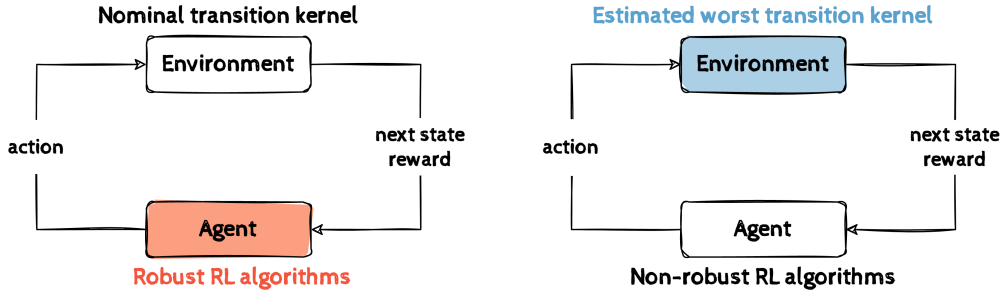 Nominal transition kernel
Environment
action
next state
reward
Agent
Robust RL algorithms
Estimated worst transition kernel
Environment
action
next state
reward
Agent
Non-robust RL algorithms